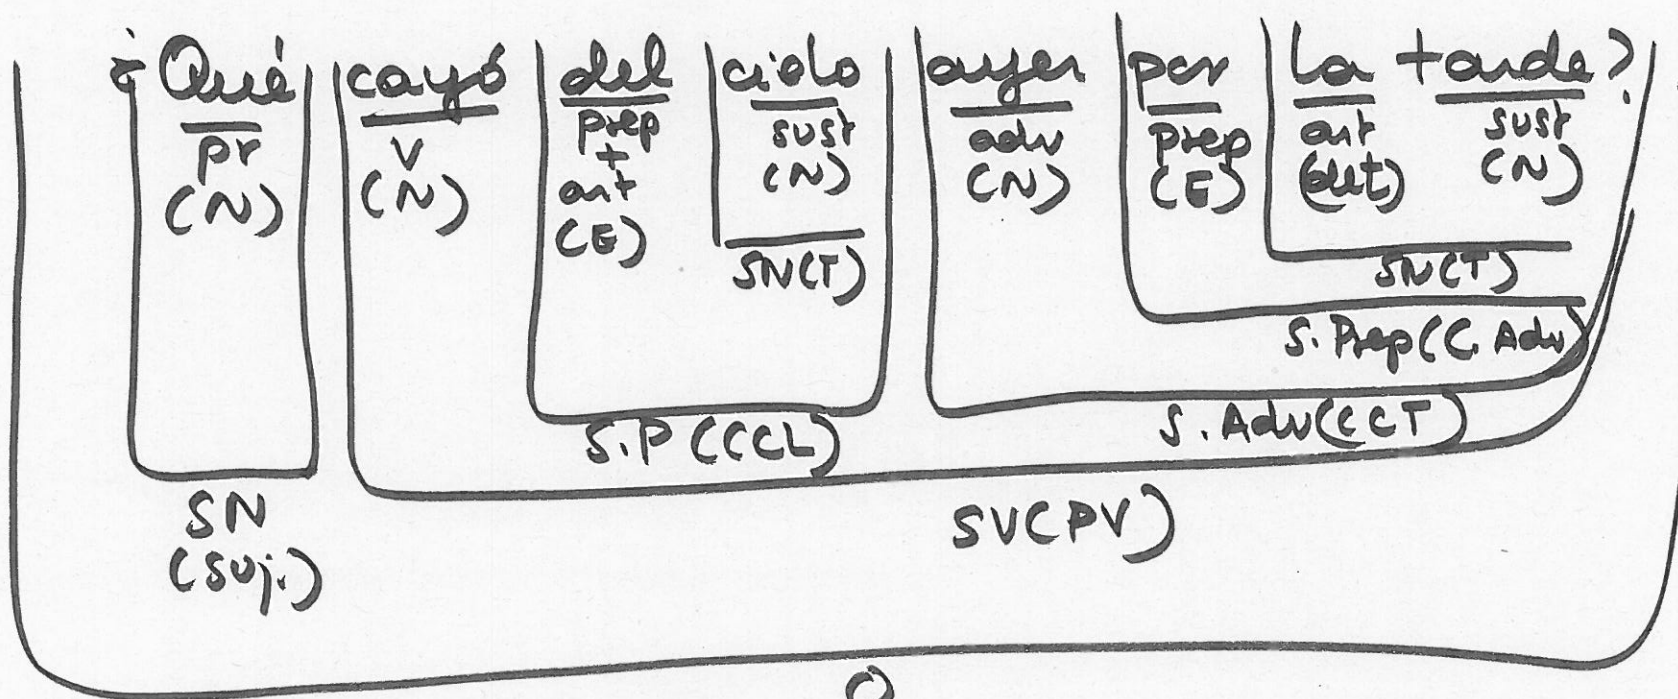 ¿Qué cayó del cielo ayer por la tarde?
pr V prep sust adv prep art sust
(N) (N) + (N) (N) (E) (det) (N)
art
(E)
SN(T) SN(T)
S.Prep(C.Adv)
S.P(CCL) S.Adv(CCT)
SN SV(PV)
(Suj.)
O